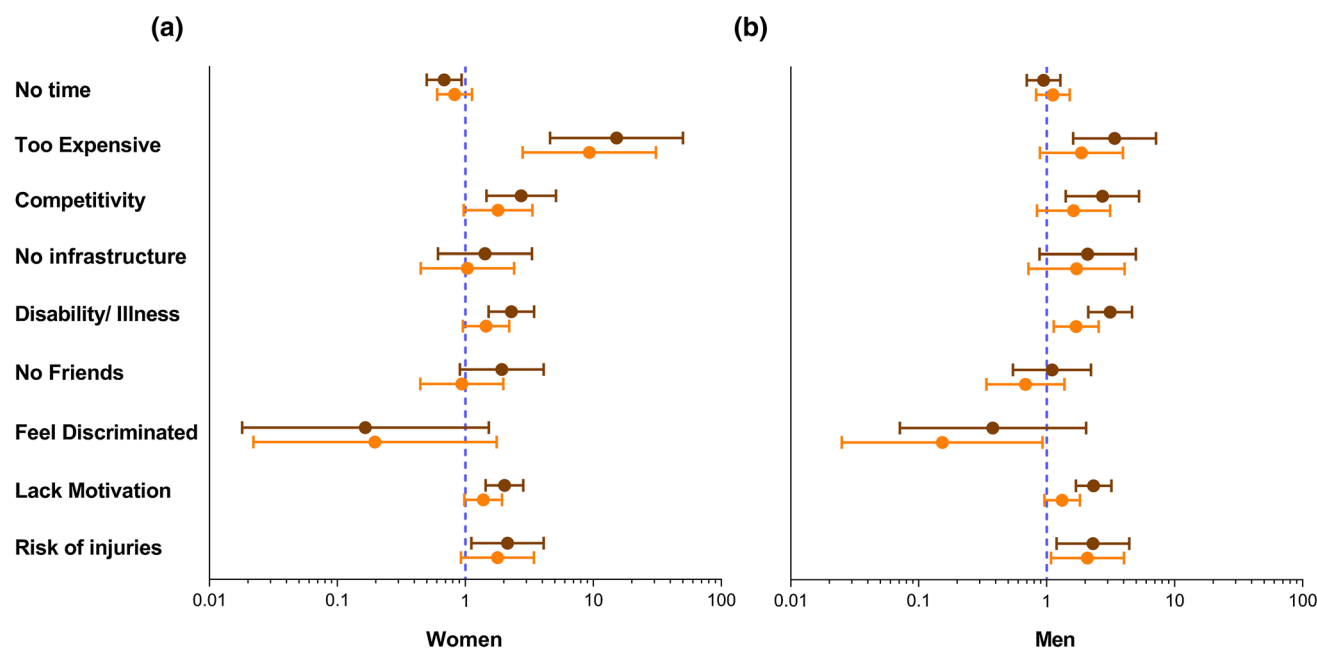 (a) (b)
No time
Too Expensive
Competitivity
No infrastructure
Disability/ Illness
No Friends
Feel Discriminated
Lack Motivation
Risk of injuries
0.01 0.1 1 10 100 0.01 0.1 1 10 100
Women Men